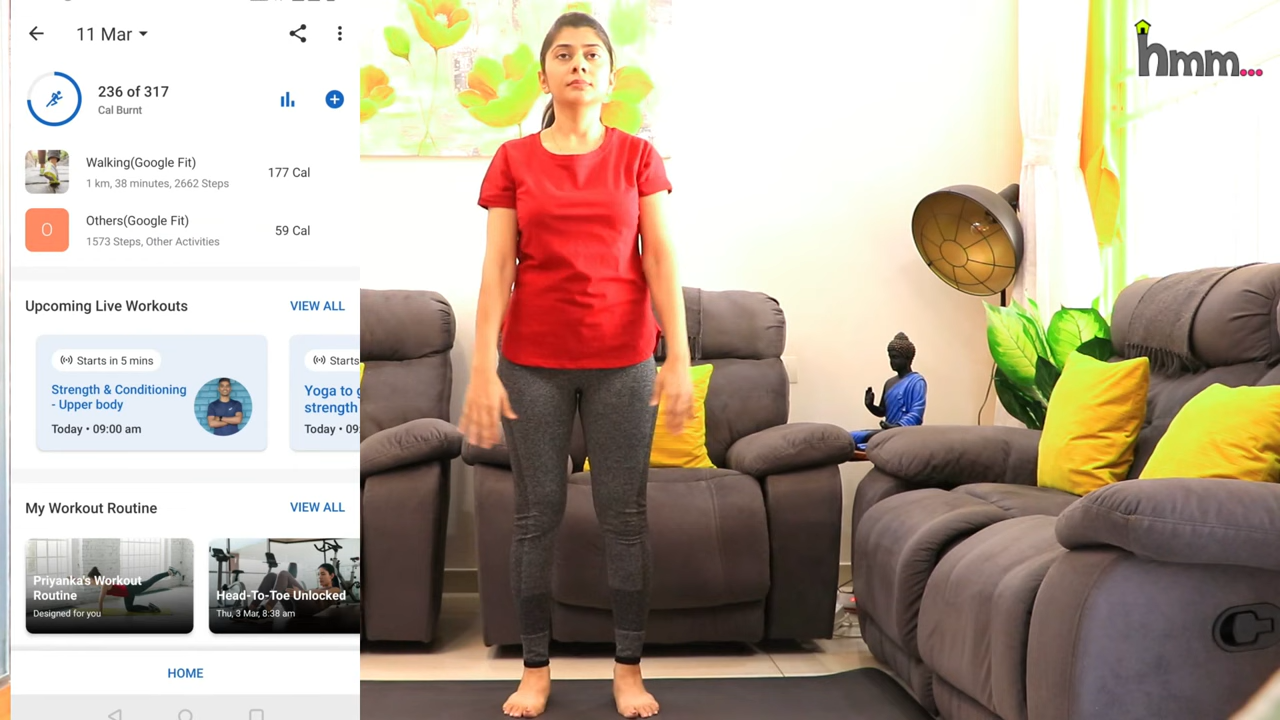 11 Mar
236 of 317
Cal Burnt
Walking(Google Fit)
177 Cal
1 km, 38 minutes, 2662 Steps
O
Others(Google Fit)
59 Cal
1573 Steps, Other Activities
Upcoming Live Workouts
VIEW ALL
Starts in 5 mins
Strength & Conditioning
- Upper body
Today • 09:00 am
Starts
Yoga to g
strength
Today • 09:
My Workout Routine
VIEW ALL
Priyanka's Workout
Routine
Designed for you
Head-To-Toe Unlocked
Thu, 3 Mar, 8:38 am
HOME
hmm...